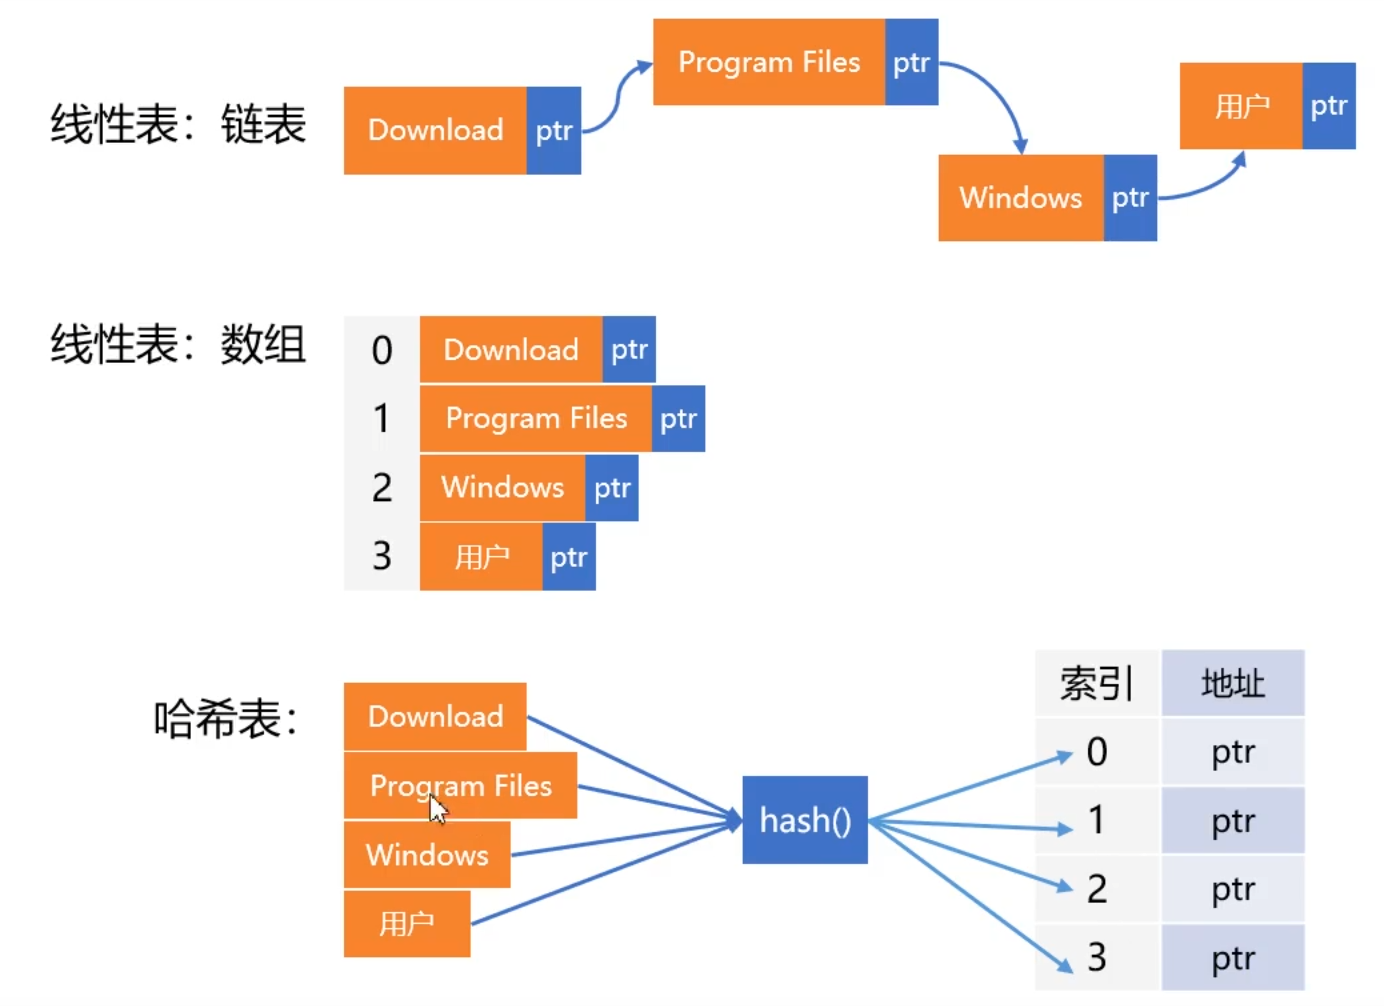 线性表：链表
Download ptr
Program Files ptr
Windows ptr
用户 ptr
线性表：数组
0 Download ptr
1 Program Files ptr
2 Windows ptr
3 用户 ptr
哈希表：
Download
Program Files
Windows
用户
hash()
索引 地址
0 ptr
1 ptr
2 ptr
3 ptr